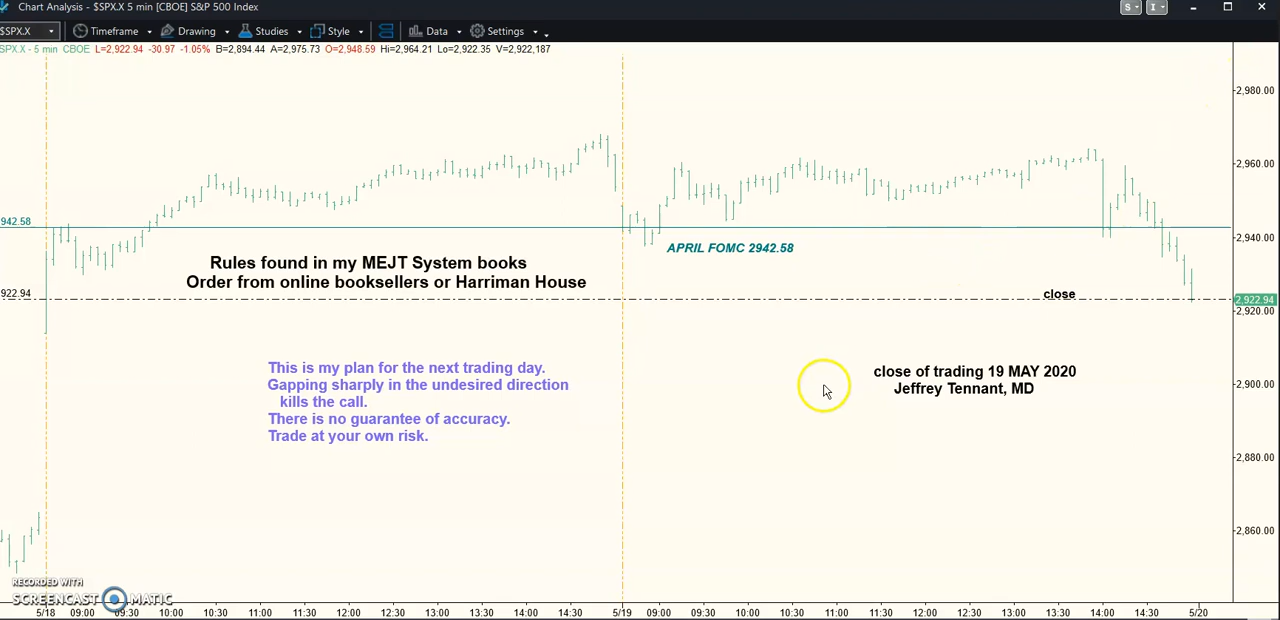 Chart Analysis - $SPX.X 5 min [CBOE] S&P 500 Index
S
I
$SPX.X
Timeframe
Drawing
Studies
Style
Data
Settings
SPX.X - 5 min CBOE L=2,922.94 -30.97 -1.05% B=2,894.44 A=2,975.73 O=2,948.59 Hi=2,964.21 Lo=2,922.35 V=2,922,187
2,980.00
2,960.00
942.58
2,940.00
APRIL FOMC 2942.58
Rules found in my MEJT System books
Order from online booksellers or Harriman House
922.94
close
2,922.94
2,920.00
This is my plan for the next trading day.
Gapping sharply in the undesired direction
kills the call.
There is no guarantee of accuracy.
Trade at your own risk.
close of trading 19 MAY 2020
Jeffrey Tennant, MD
2,900.00
2,880.00
2,860.00
RECORDED WITH
SCREENCAST MATIC
5/18 09:00 09:30 10:00 10:30 11:00 11:30 12:00 12:30 13:00 13:30 14:00 14:30 5/19 09:00 09:30 10:00 10:30 11:00 11:30 12:00 12:30 13:00 13:30 14:00 14:30 5/20